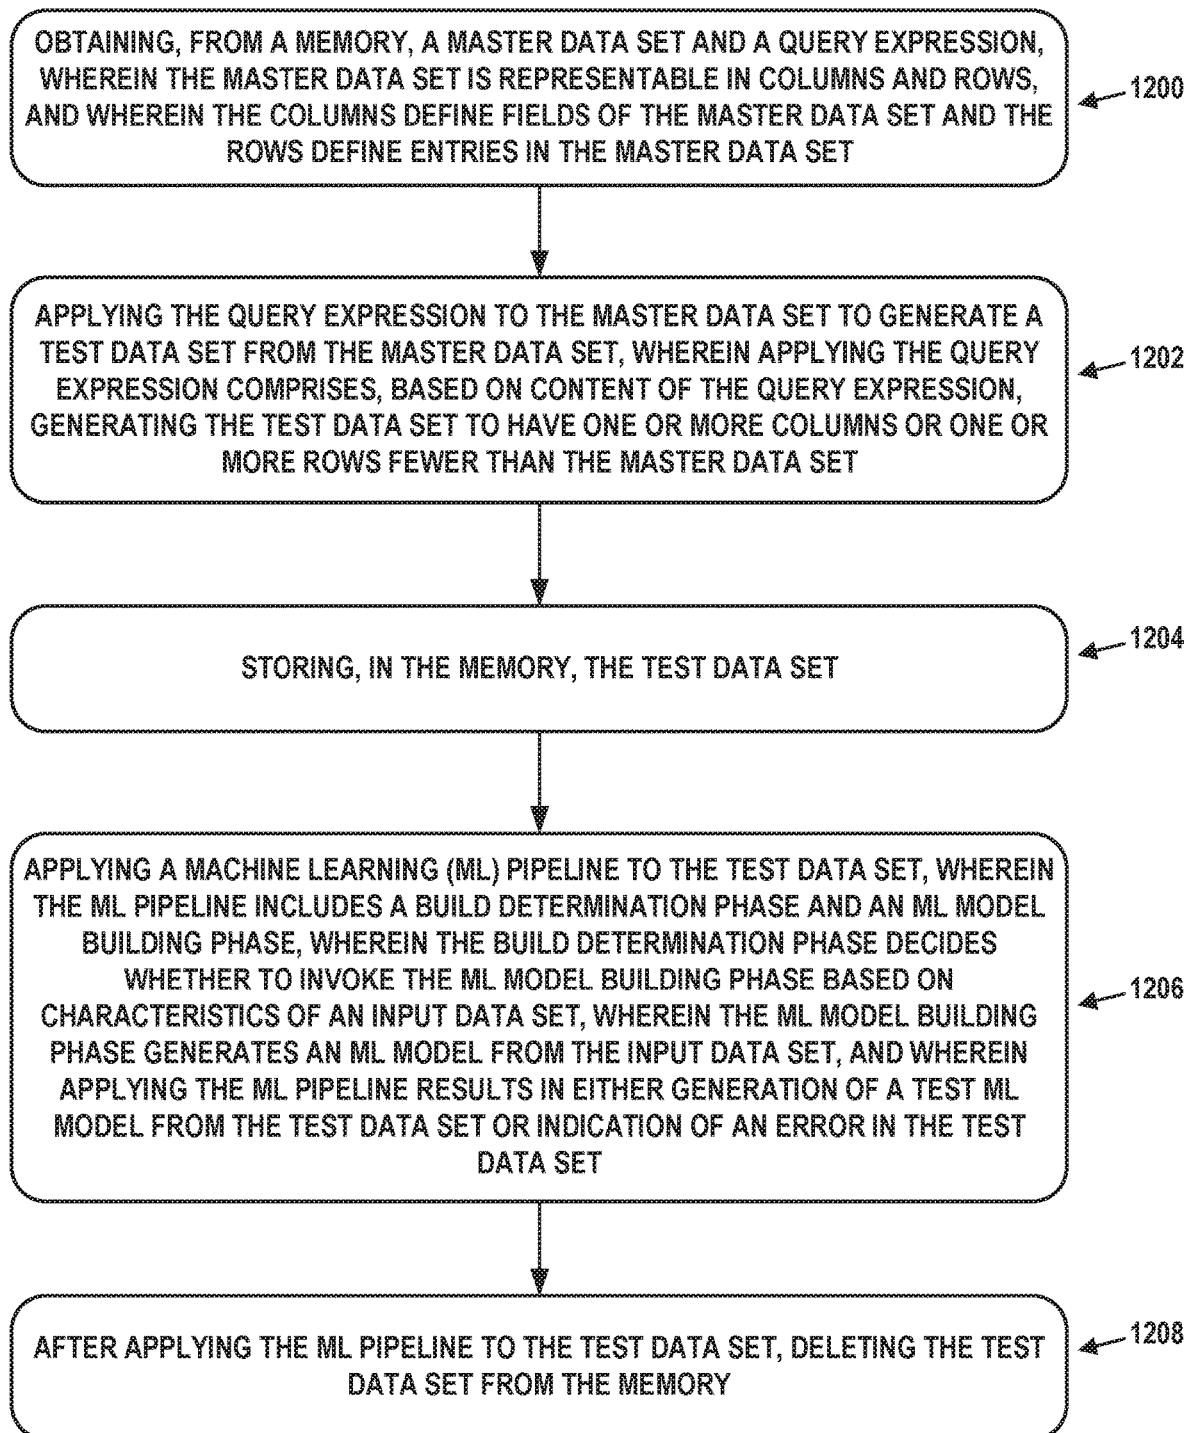 OBTAINING, FROM A MEMORY, A MASTER DATA SET AND A QUERY EXPRESSION,
WHEREIN THE MASTER DATA SET IS REPRESENTABLE IN COLUMNS AND ROWS,
AND WHEREIN THE COLUMNS DEFINE FIELDS OF THE MASTER DATA SET AND THE
ROWS DEFINE ENTRIES IN THE MASTER DATA SET
1200
APPLYING THE QUERY EXPRESSION TO THE MASTER DATA SET TO GENERATE A
TEST DATA SET FROM THE MASTER DATA SET, WHEREIN APPLYING THE QUERY
EXPRESSION COMPRISES, BASED ON CONTENT OF THE QUERY EXPRESSION,
GENERATING THE TEST DATA SET TO HAVE ONE OR MORE COLUMNS OR ONE OR
MORE ROWS FEWER THAN THE MASTER DATA SET
1202
STORING, IN THE MEMORY, THE TEST DATA SET
1204
APPLYING A MACHINE LEARNING (ML) PIPELINE TO THE TEST DATA SET, WHEREIN
THE ML PIPELINE INCLUDES A BUILD DETERMINATION PHASE AND AN ML MODEL
BUILDING PHASE, WHEREIN THE BUILD DETERMINATION PHASE DECIDES
WHETHER TO INVOKE THE ML MODEL BUILDING PHASE BASED ON
CHARACTERISTICS OF AN INPUT DATA SET, WHEREIN THE ML MODEL BUILDING
PHASE GENERATES AN ML MODEL FROM THE INPUT DATA SET, AND WHEREIN
APPLYING THE ML PIPELINE RESULTS IN EITHER GENERATION OF A TEST ML
MODEL FROM THE TEST DATA SET OR INDICATION OF AN ERROR IN THE TEST
DATA SET
1206
AFTER APPLYING THE ML PIPELINE TO THE TEST DATA SET, DELETING THE TEST
DATA SET FROM THE MEMORY
1208